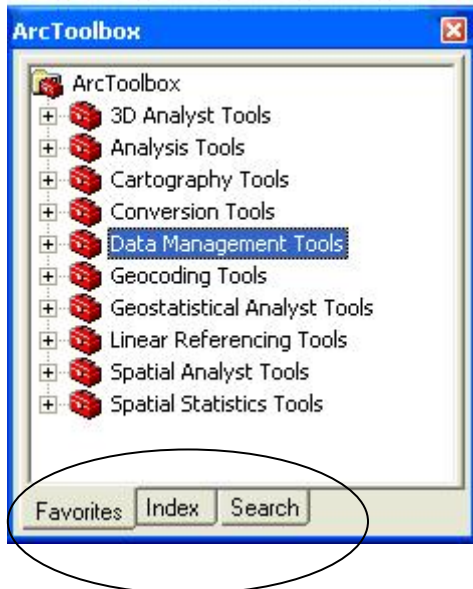 ArcToolbox
ArcToolbox
3D Analyst Tools
Analysis Tools
Cartography Tools
Conversion Tools
Data Management Tools
Geocoding Tools
Geostatistical Analyst Tools
Linear Referencing Tools
Spatial Analyst Tools
Spatial Statistics Tools
Favorites Index Search